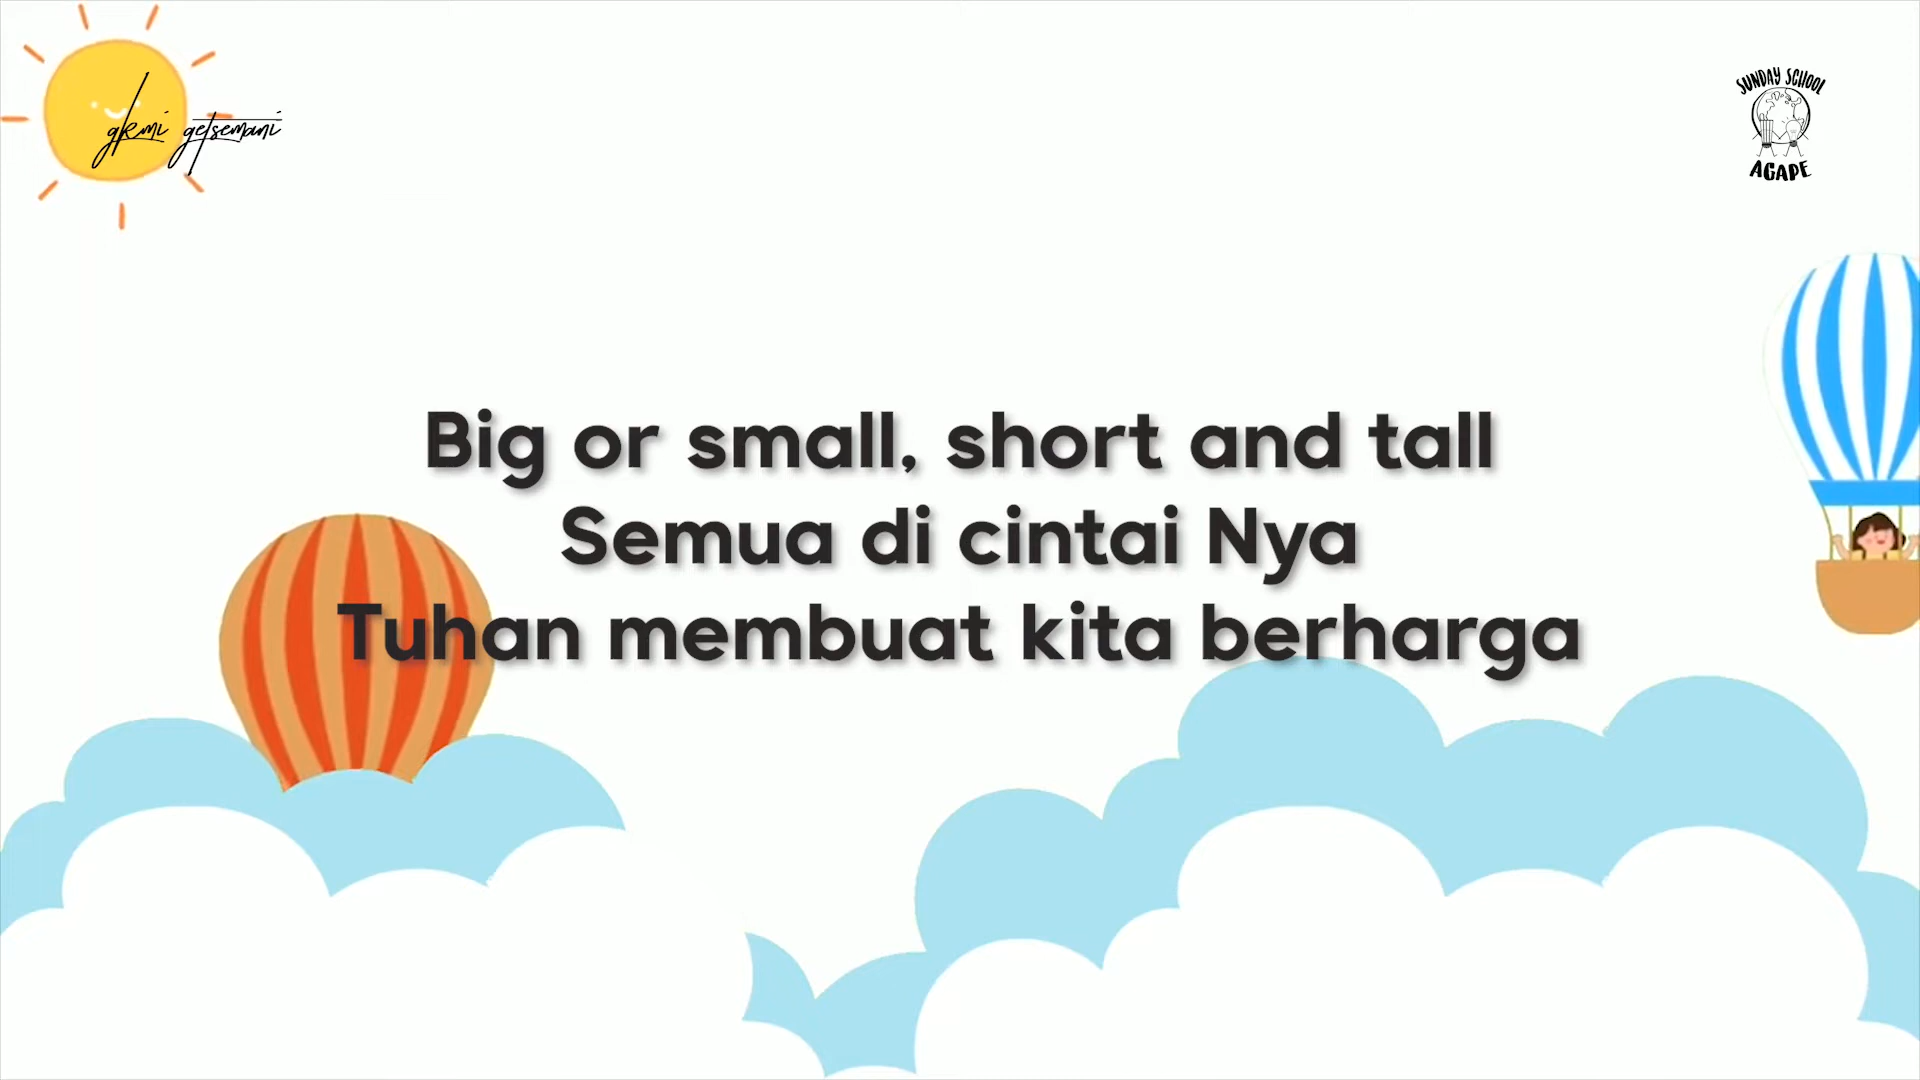 gkmi getsemani
SUNDAY SCHOOL
AGAPE
Big or small, short and tall
Semua di cintai Nya
Tuhan membuat kita berharga